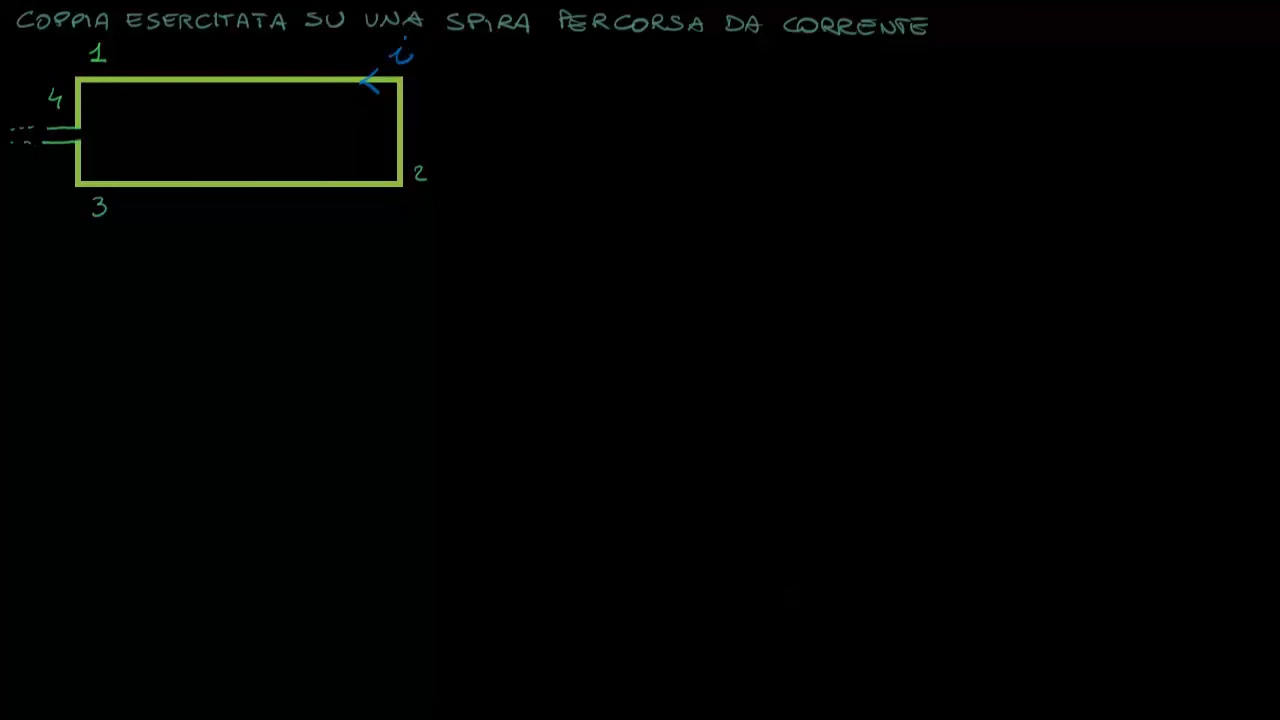 COPPIA ESERCITATA SU UNA SPIRA PERCORSA DA CORRENTE
1
i
4
2
3